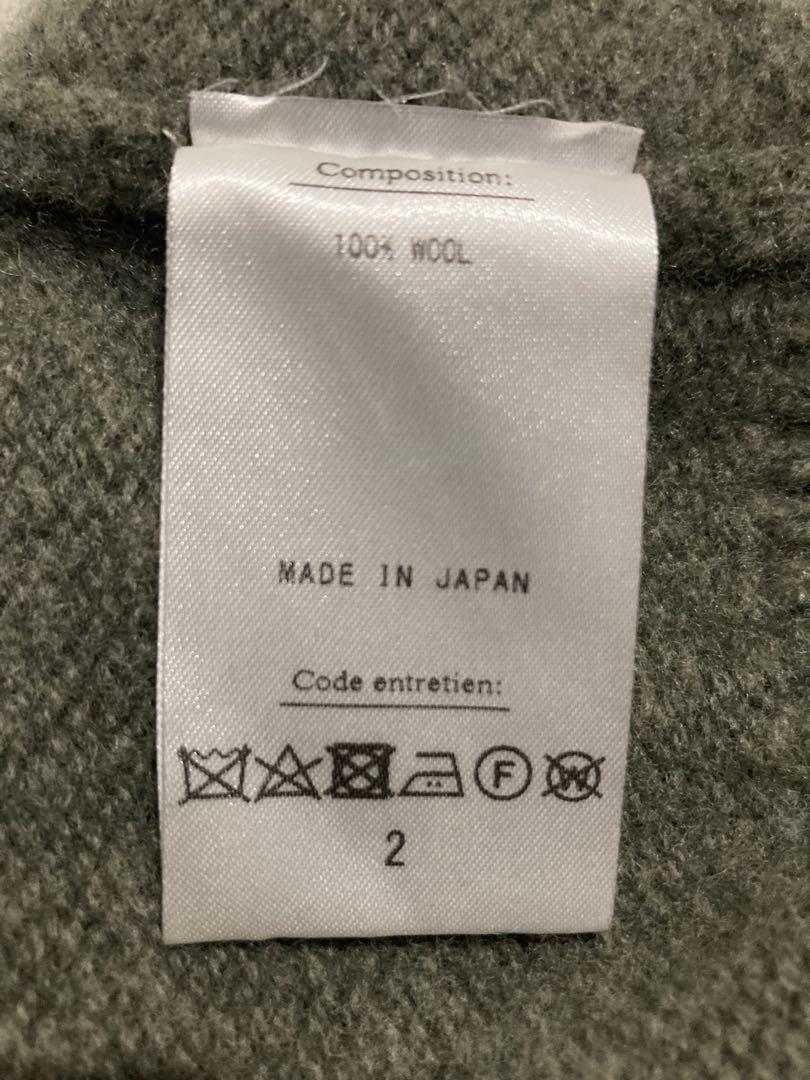 Composition:
100% WOOL
MADE IN JAPAN
Code entretien:
F W
2